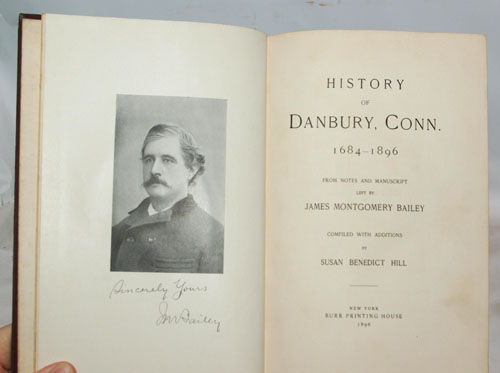 Sincerely Yours
JM Bailey
HISTORY
OF
DANBURY, CONN.
1684-1896
FROM NOTES AND MANUSCRIPT
LEFT BY
JAMES MONTGOMERY BAILEY
COMPILED WITH ADDITIONS
BY
SUSAN BENEDICT HILL
NEW YORK
BURR PRINTING HOUSE
1896